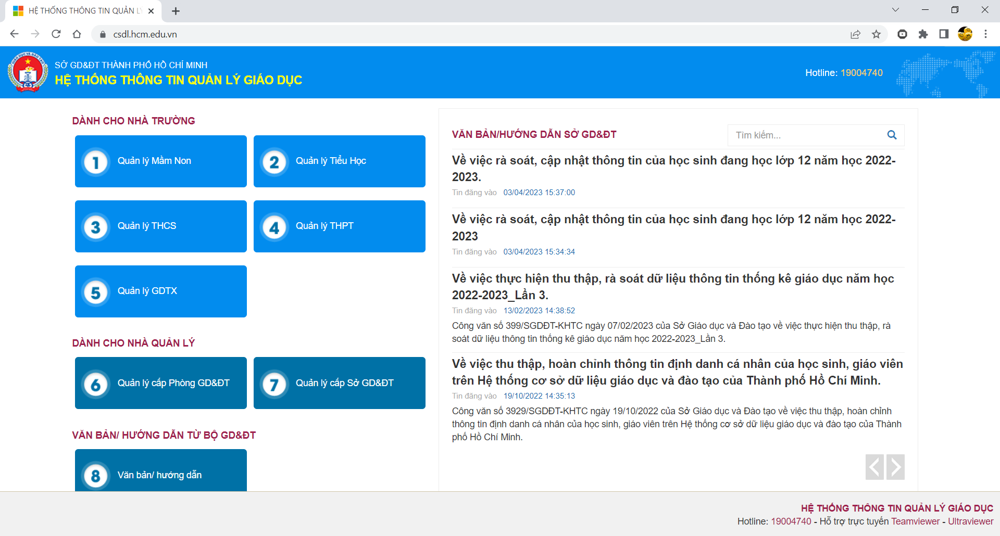 HỆ THỐNG THÔNG TIN QUẢN LÝ
csdl.hcm.edu.vn
SỞ GD&ĐT THÀNH PHỐ HỒ CHÍ MINH
HỆ THỐNG THÔNG TIN QUẢN LÝ GIÁO DỤC
Hotline: 19004740
DÀNH CHO NHÀ TRƯỜNG
1 Quản lý Mầm Non
2 Quản lý Tiểu Học
3 Quản lý THCS
4 Quản lý THPT
5 Quản lý GDTX
DÀNH CHO NHÀ QUẢN LÝ
6 Quản lý cấp Phòng GD&ĐT
7 Quản lý cấp Sở GD&ĐT
VĂN BẢN/ HƯỚNG DẪN TỪ BỘ GD&ĐT
8 Văn bản/ hướng dẫn
VĂN BẢN/HƯỚNG DẪN SỞ GD&ĐT
Tìm kiếm...
Về việc rà soát, cập nhật thông tin của học sinh đang học lớp 12 năm học 2022-
2023.
Tin đăng vào 03/04/2023 15:37:00
Về việc rà soát, cập nhật thông tin của học sinh đang học lớp 12 năm học 2022-
2023
Tin đăng vào 03/04/2023 15:34:34
Về việc thực hiện thu thập, rà soát dữ liệu thông tin thống kê giáo dục năm học
2022-2023_Lần 3.
Tin đăng vào 13/02/2023 14:38:52
Công văn số 399/SGDĐT-KHTC ngày 07/02/2023 của Sở Giáo dục và Đào tạo về việc thực hiện thu thập, rà
soát dữ liệu thông tin thống kê giáo dục năm học 2022-2023_Lần 3.
Về việc thu thập, hoàn chỉnh thông tin định danh cá nhân của học sinh, giáo viên
trên Hệ thống cơ sở dữ liệu giáo dục và đào tạo của Thành phố Hồ Chí Minh.
Tin đăng vào 19/10/2022 14:35:13
Công văn số 3929/SGDĐT-KHTC ngày 19/10/2022 của Sở Giáo dục và Đào tạo về việc thu thập, hoàn chỉnh
thông tin định danh cá nhân của học sinh, giáo viên trên Hệ thống cơ sở dữ liệu giáo dục và đào tạo của Thành
phố Hồ Chí Minh.
HỆ THỐNG THÔNG TIN QUẢN LÝ GIÁO DỤC
Hotline: 19004740 - Hỗ trợ trực tuyến Teamviewer - Ultraviewer